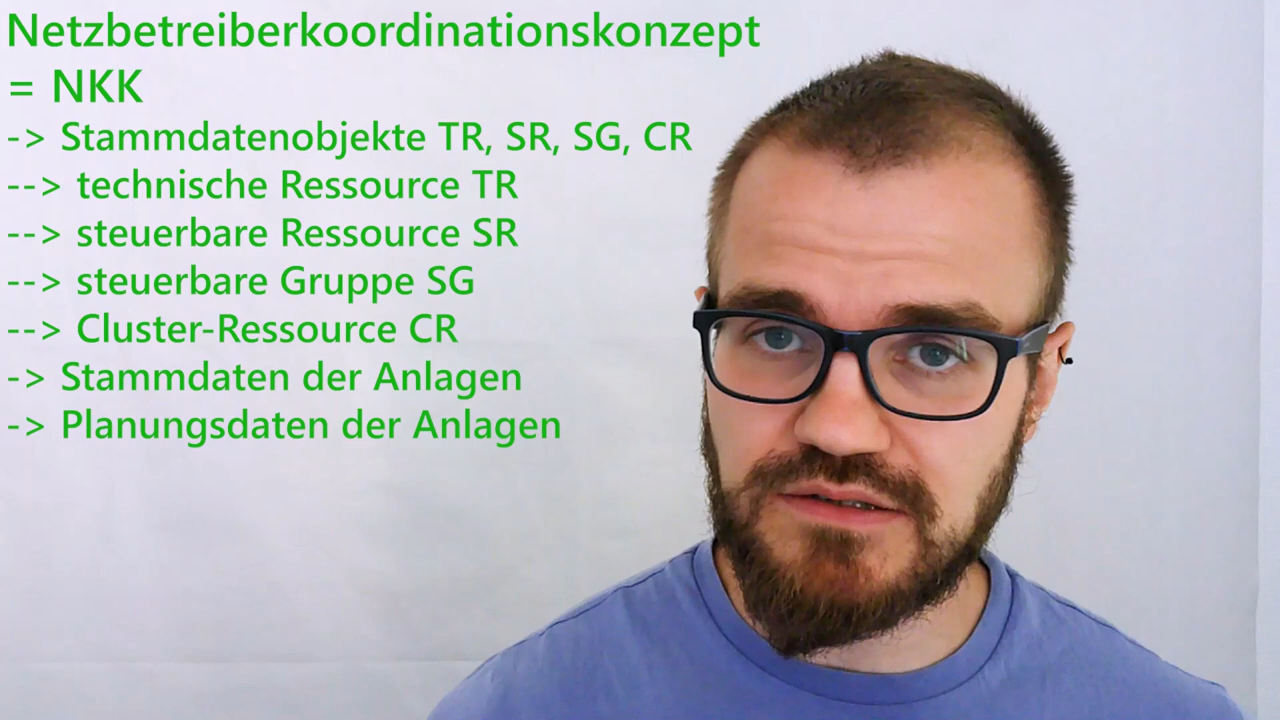 Netzbetreiberkoordinationskonzept
= NKK
-> Stammdatenobjekte TR, SR, SG, CR
--> technische Ressource TR
--> steuerbare Ressource SR
--> steuerbare Gruppe SG
--> Cluster-Ressource CR
-> Stammdaten der Anlagen
-> Planungsdaten der Anlagen